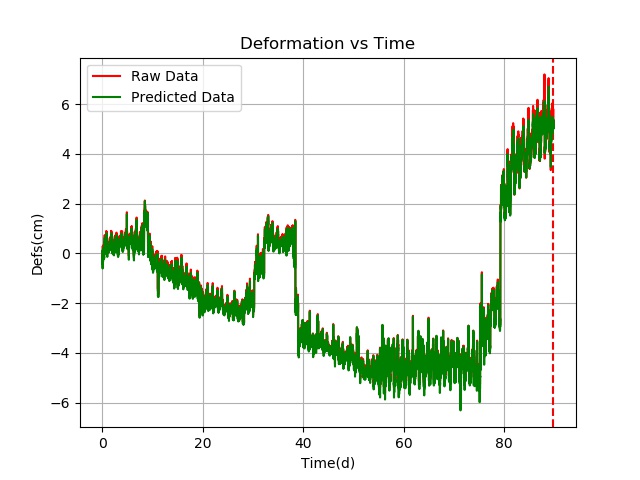 Deformation vs Time
Raw Data
Predicted Data
Defs(cm)
6
4
2
0
−2
−4
−6
0 20 40 60 80
Time(d)